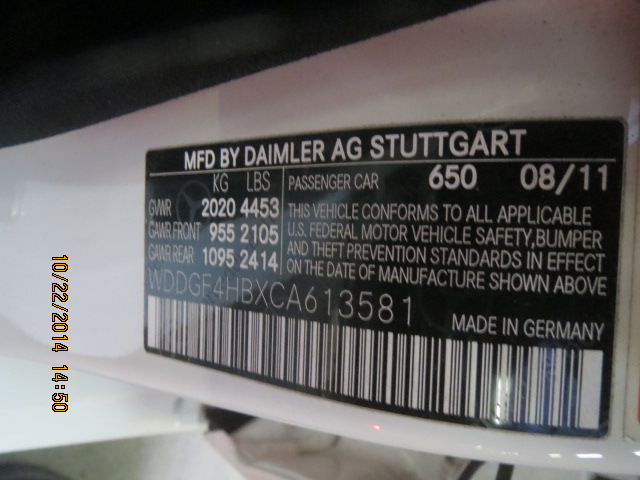 MFD BY DAIMLER AG STUTTGART
KG LBS PASSENGER CAR 650 08/11
GVWR 2020 4453
GAWR FRONT 955 2105
GAWR REAR 1095 2414
THIS VEHICLE CONFORMS TO ALL APPLICABLE
U.S. FEDERAL MOTOR VEHICLE SAFETY, BUMPER
AND THEFT PREVENTION STANDARDS IN EFFECT
ON THE DATE OF MANUFACTURE SHOWN ABOVE
WDDGF4HBXCA613581
MADE IN GERMANY
10/22/2014 14:50